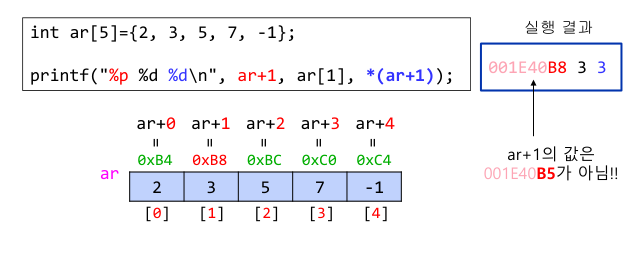 int ar[5]={2, 3, 5, 7, -1};
printf("%p %d %d\n", ar+1, ar[1], *(ar+1));
실행 결과
001E40B8 3 3
ar+1의 값은
001E40B5가 아님!!
ar+0 ar+1 ar+2 ar+3 ar+4
= = = = =
0xB4 0xB8 0xBC 0xC0 0xC4
ar 2 3 5 7 -1
[0] [1] [2] [3] [4]